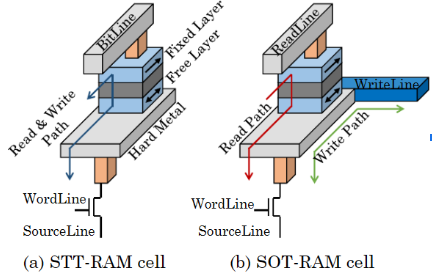 BitLine
Fixed Layer
Free Layer
Read & Write
Path
Hard Metal
WordLine
SourceLine
(a) STT-RAM cell
ReadLine
WriteLine
Read Path
Write Path
WordLine
SourceLine
(b) SOT-RAM cell